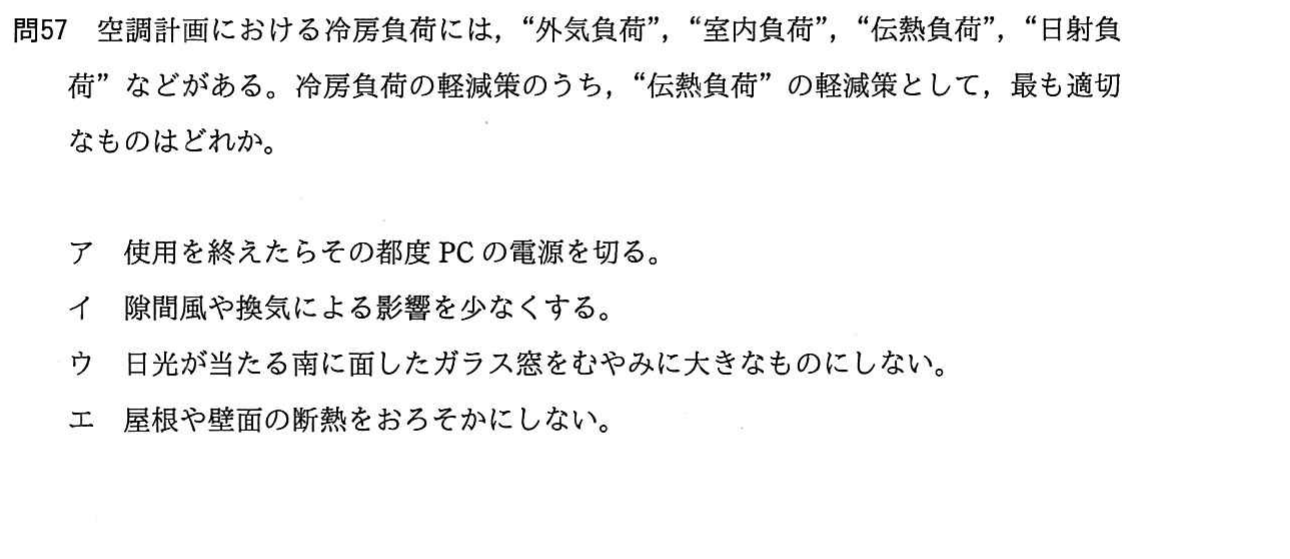 問57 空調計画における冷房負荷には，“外気負荷”，“室内負荷”，“伝熱負荷”，“日射負
荷”などがある。冷房負荷の軽減策のうち，“伝熱負荷”の軽減策として，最も適切
なものはどれか。
ア 使用を終えたらその都度 PC の電源を切る。
イ 隙間風や換気による影響を少なくする。
ウ 日光が当たる南に面したガラス窓をむやみに大きなものにしない。
エ 屋根や壁面の断熱をおろそかにしない。